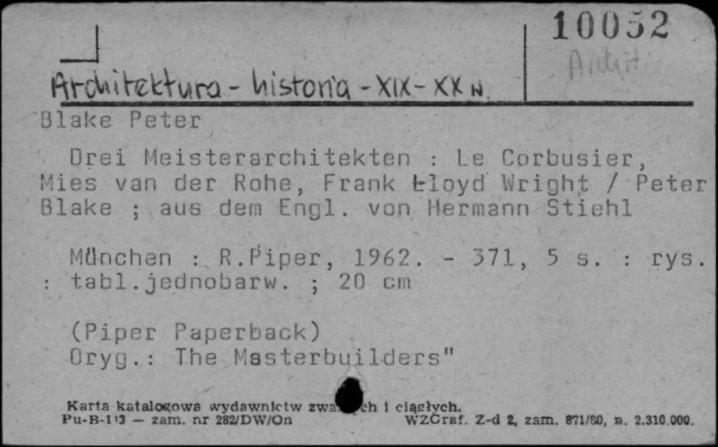 10052
Archit.
Architektura - historia - XIX - XX w.
Blake Peter
Drei Meisterarchitekten : Le Corbusier,
Mies van der Rohe, Frank Lloyd Wright / Peter
Blake ; aus dem Engl. von Hermann Stiehl
München : R.Piper, 1962. - 371, 5 s. : rys.
: tabl.jednobarw. ; 20 cm
(Piper Paperback)
Oryg.: The Masterbuilders"
Karta katalogowa wydawnictw zwa ch i ciągłych.
Pu-B-113 — zam. nr 282/DW/On WZGraf. Z-d 2, zam. 871/80, n. 2.310.000.